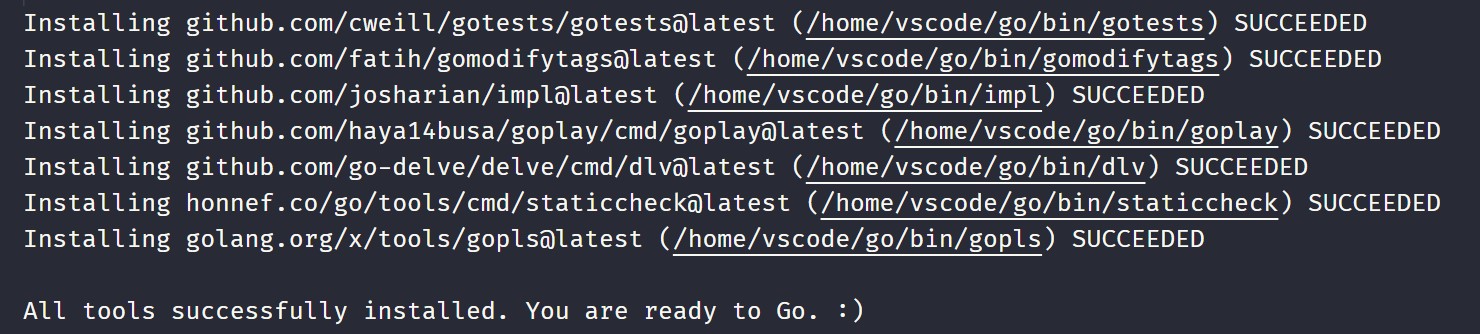 Installing github.com/cweill/gotests/gotests@latest (/home/vscode/go/bin/gotests) SUCCEEDED
Installing github.com/fatih/gomodifytags@latest (/home/vscode/go/bin/gomodifytags) SUCCEEDED
Installing github.com/josharian/impl@latest (/home/vscode/go/bin/impl) SUCCEEDED
Installing github.com/haya14busa/goplay/cmd/goplay@latest (/home/vscode/go/bin/goplay) SUCCEEDED
Installing github.com/go-delve/delve/cmd/dlv@latest (/home/vscode/go/bin/dlv) SUCCEEDED
Installing honnef.co/go/tools/cmd/staticcheck@latest (/home/vscode/go/bin/staticcheck) SUCCEEDED
Installing golang.org/x/tools/gopls@latest (/home/vscode/go/bin/gopls) SUCCEEDED
All tools successfully installed. You are ready to Go. :)